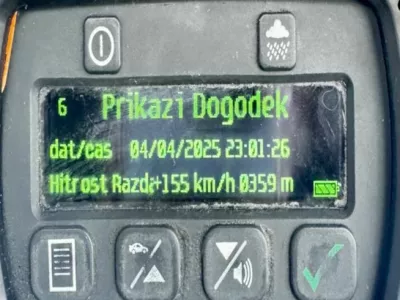 6 Prikazi Dogodek
dat/cas 04/04/2025 23:01:26
Hitrost Razda+155 km/h 0359 m